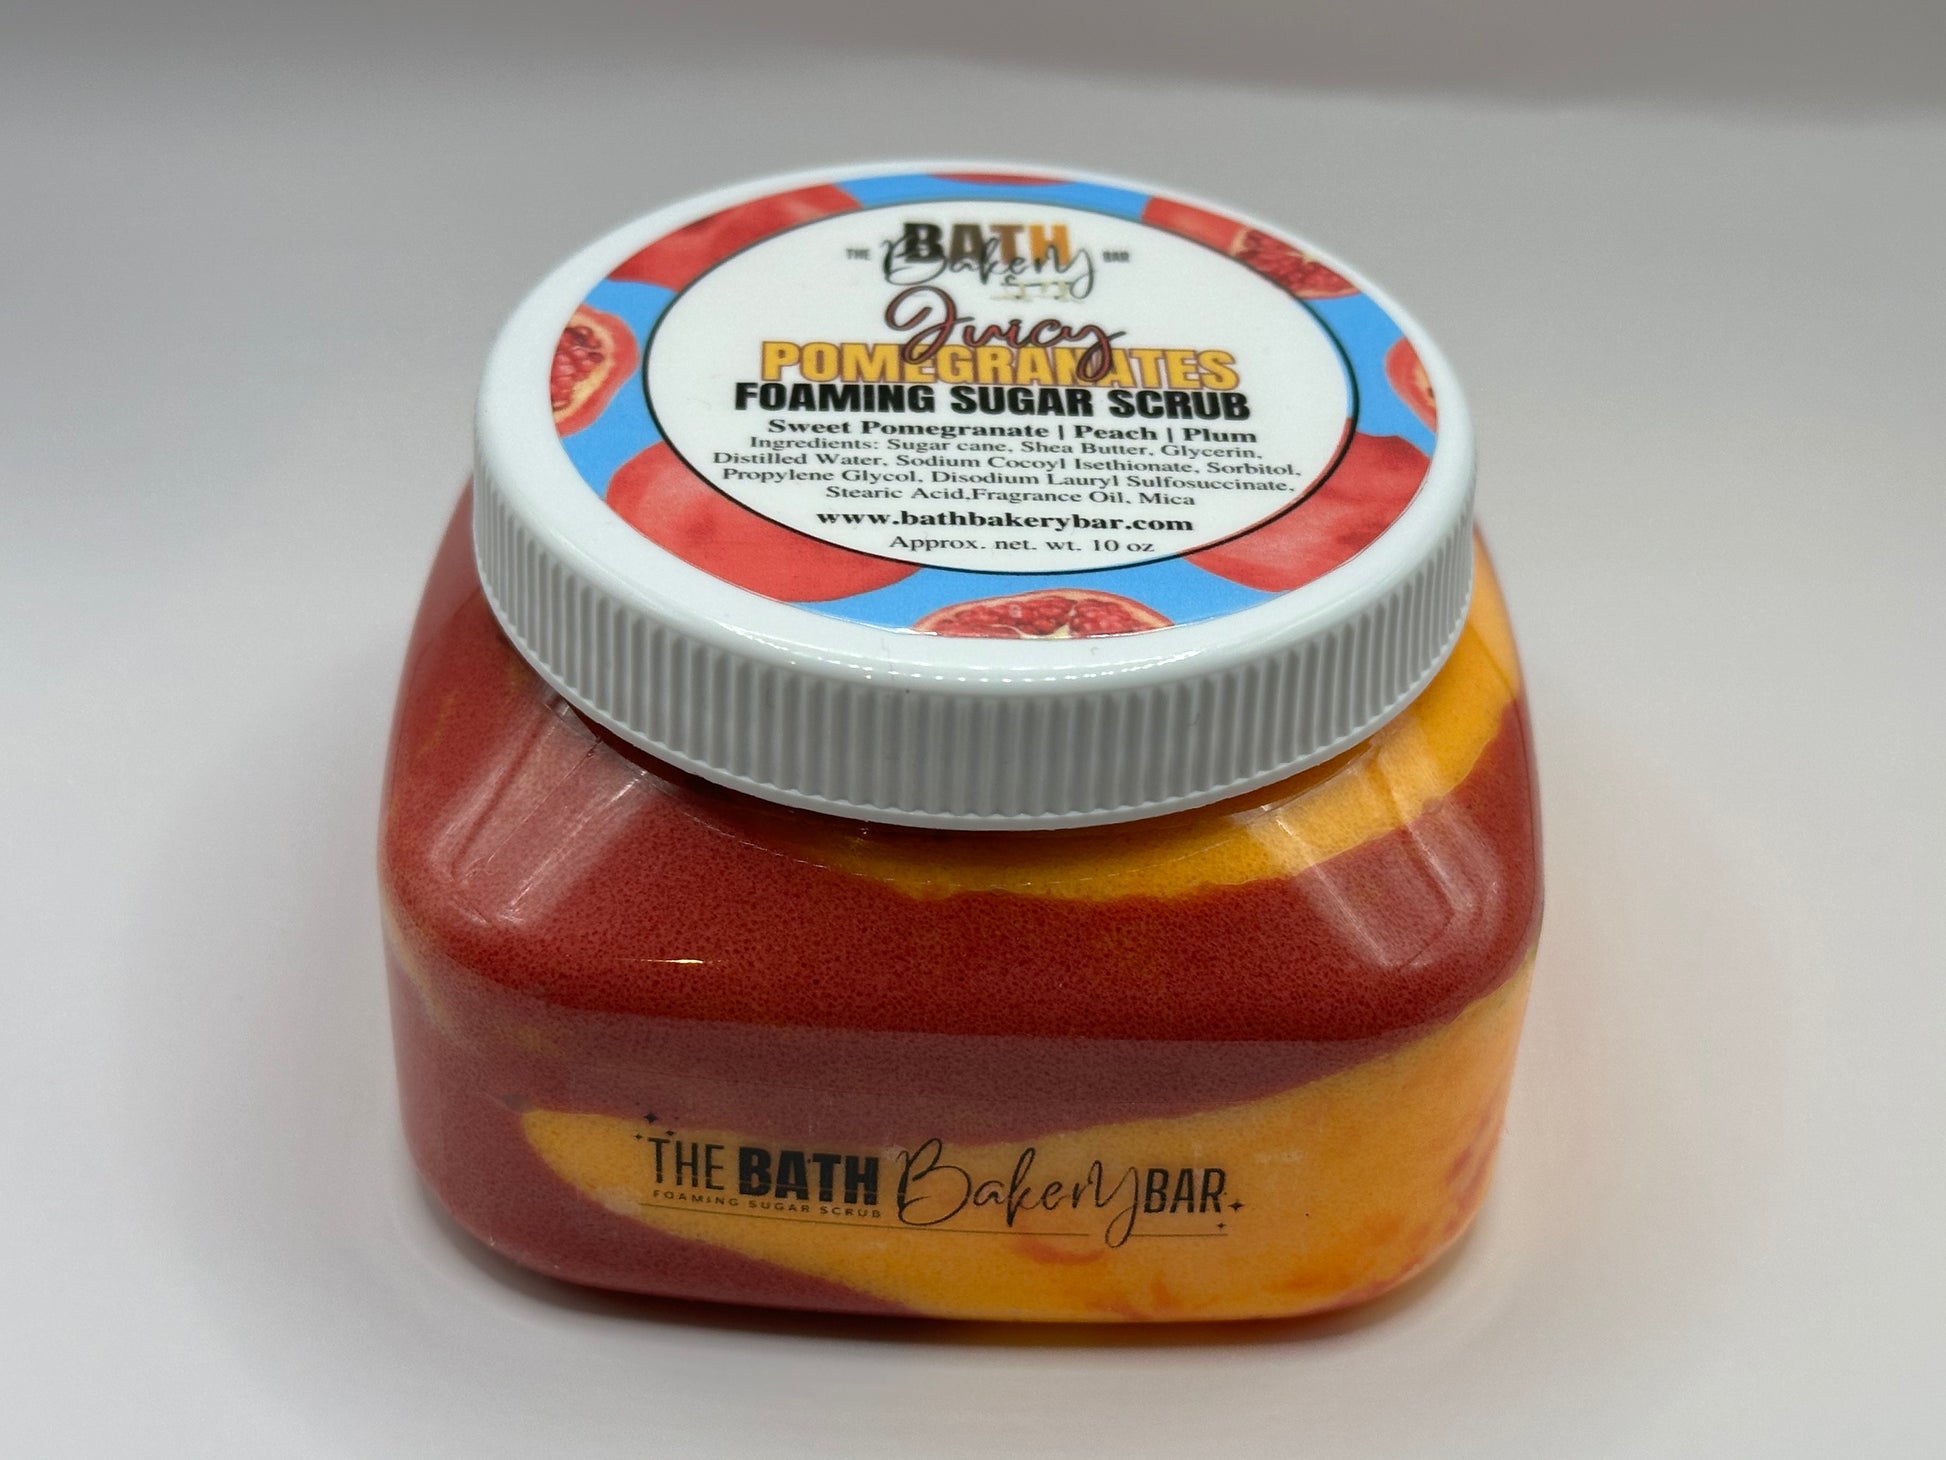 THE BATH BAR
Bakery
Juicy
POMEGRANATES
FOAMING SUGAR SCRUB
Sweet Pomegranate | Peach | Plum
Ingredients: Sugar cane, Shea Butter, Glycerin,
Distilled Water, Sodium Cocoyl Isethionate, Sorbitol,
Propylene Glycol, Disodium Lauryl Sulfosuccinate,
Stearic Acid,Fragrance Oil, Mica
www.bathbakerybar.com
Approx. net. wt. 10 oz
THE BATH BakerY BAR
FOAMING SUGAR SCRUB